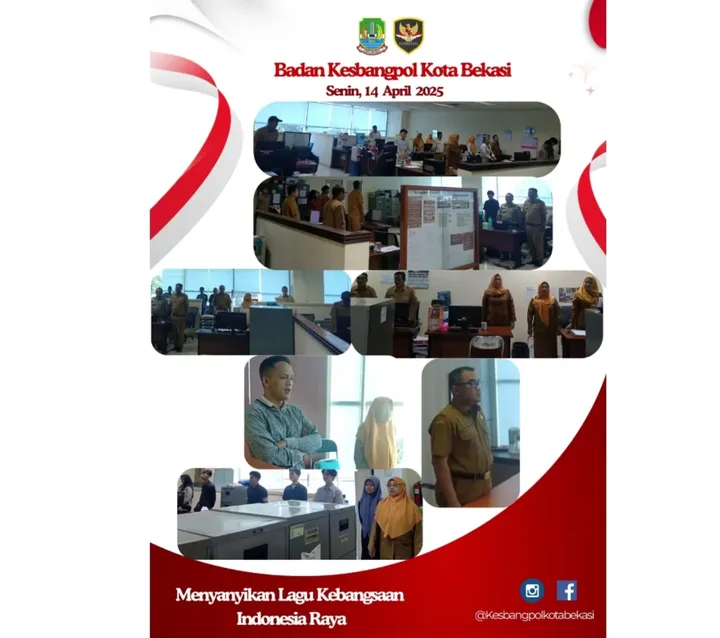 Badan Kesbangpol Kota Bekasi
Senin, 14 April 2025
Menyanyikan Lagu Kebangsaan
Indonesia Raya
@Kesbangpolkotabekasi